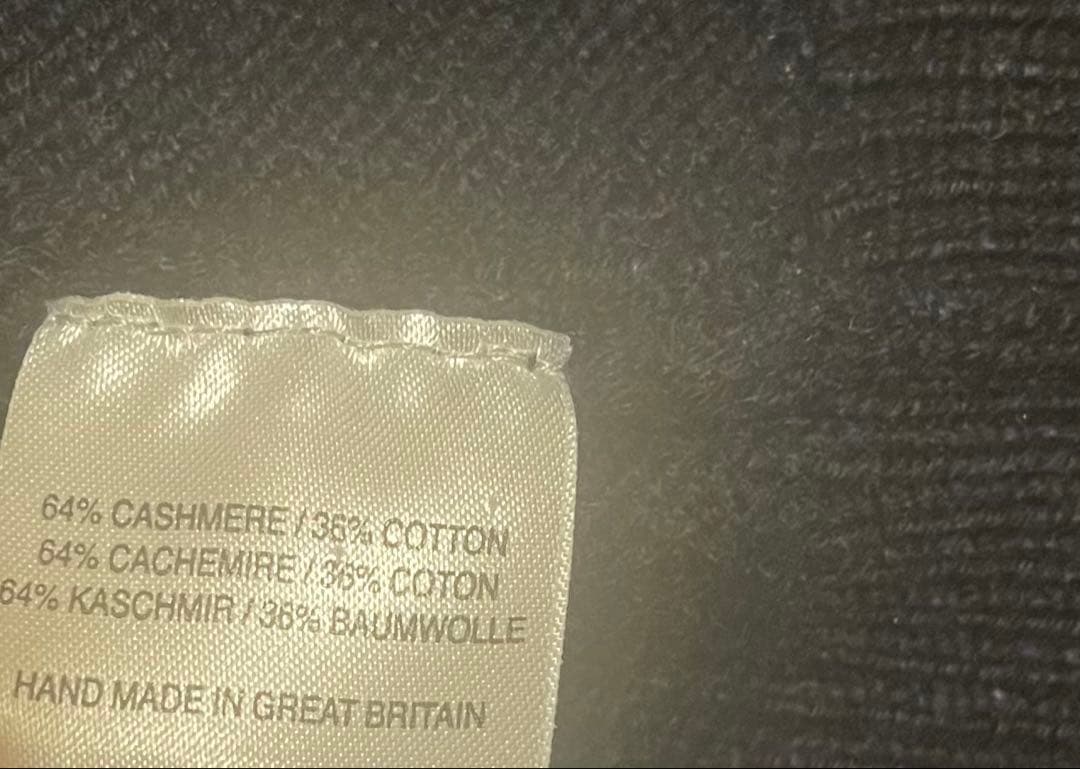 64% CASHMERE / 36% COTTON
64% CACHEMIRE / 36% COTON
64% KASCHMIR / 36% BAUMWOLLE
HAND MADE IN GREAT BRITAIN